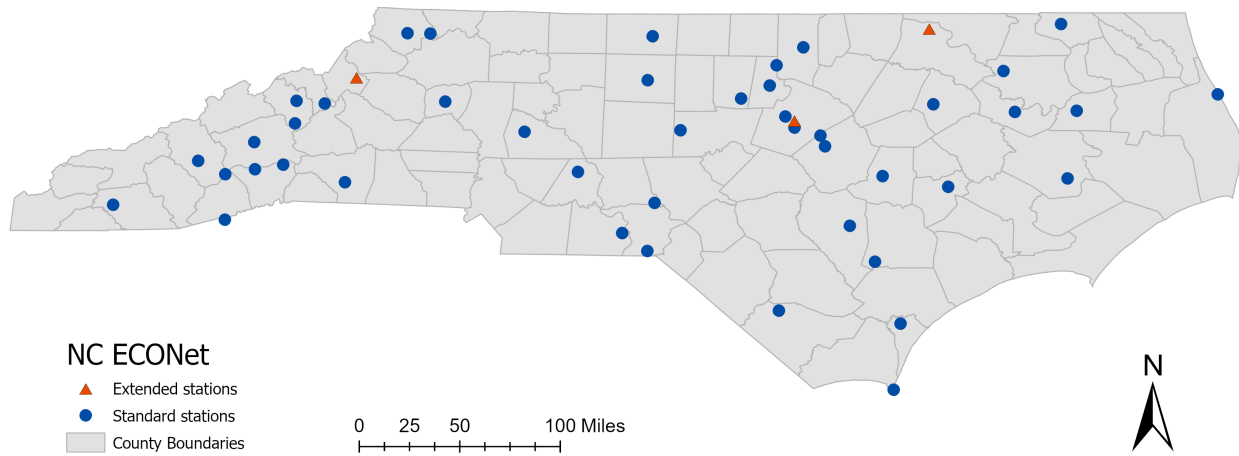 NC ECONet
Extended stations
Standard stations
County Boundaries
0 25 50 100 Miles
N